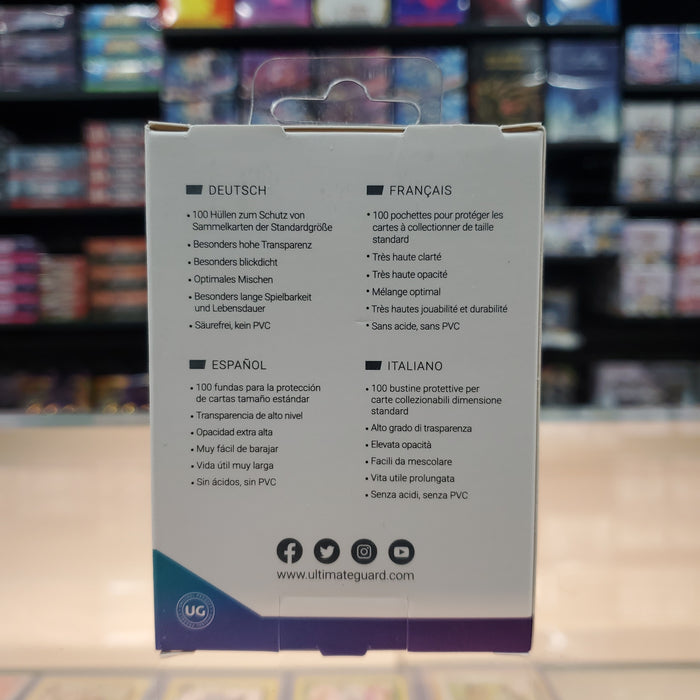 DEUTSCH
• 100 Hüllen zum Schutz von
Sammelkarten der Standardgröße
• Besonders hohe Transparenz
• Besonders blickdicht
• Optimales Mischen
• Besonders lange Spielbarkeit
und Lebensdauer
• Säurefrei, kein PVC
FRANÇAIS
• 100 pochettes pour protéger les
cartes à collectionner de taille
standard
• Très haute clarté
• Très haute opacité
• Mélange optimal
• Très hautes jouabilité et durabilité
• Sans acide, sans PVC
ESPAÑOL
• 100 fundas para la protección
de cartas tamaño estándar
• Transparencia de alto nivel
• Opacidad extra alta
• Muy fácil de barajar
• Vida útil muy larga
• Sin ácidos, sin PVC
ITALIANO
• 100 bustine protettive per
carte collezionabili dimensione
standard
• Alto grado di trasparenza
• Elevata opacità
• Facili da mescolare
• Vita utile prolungata
• Senza acidi, senza PVC
www.ultimateguard.com
UG